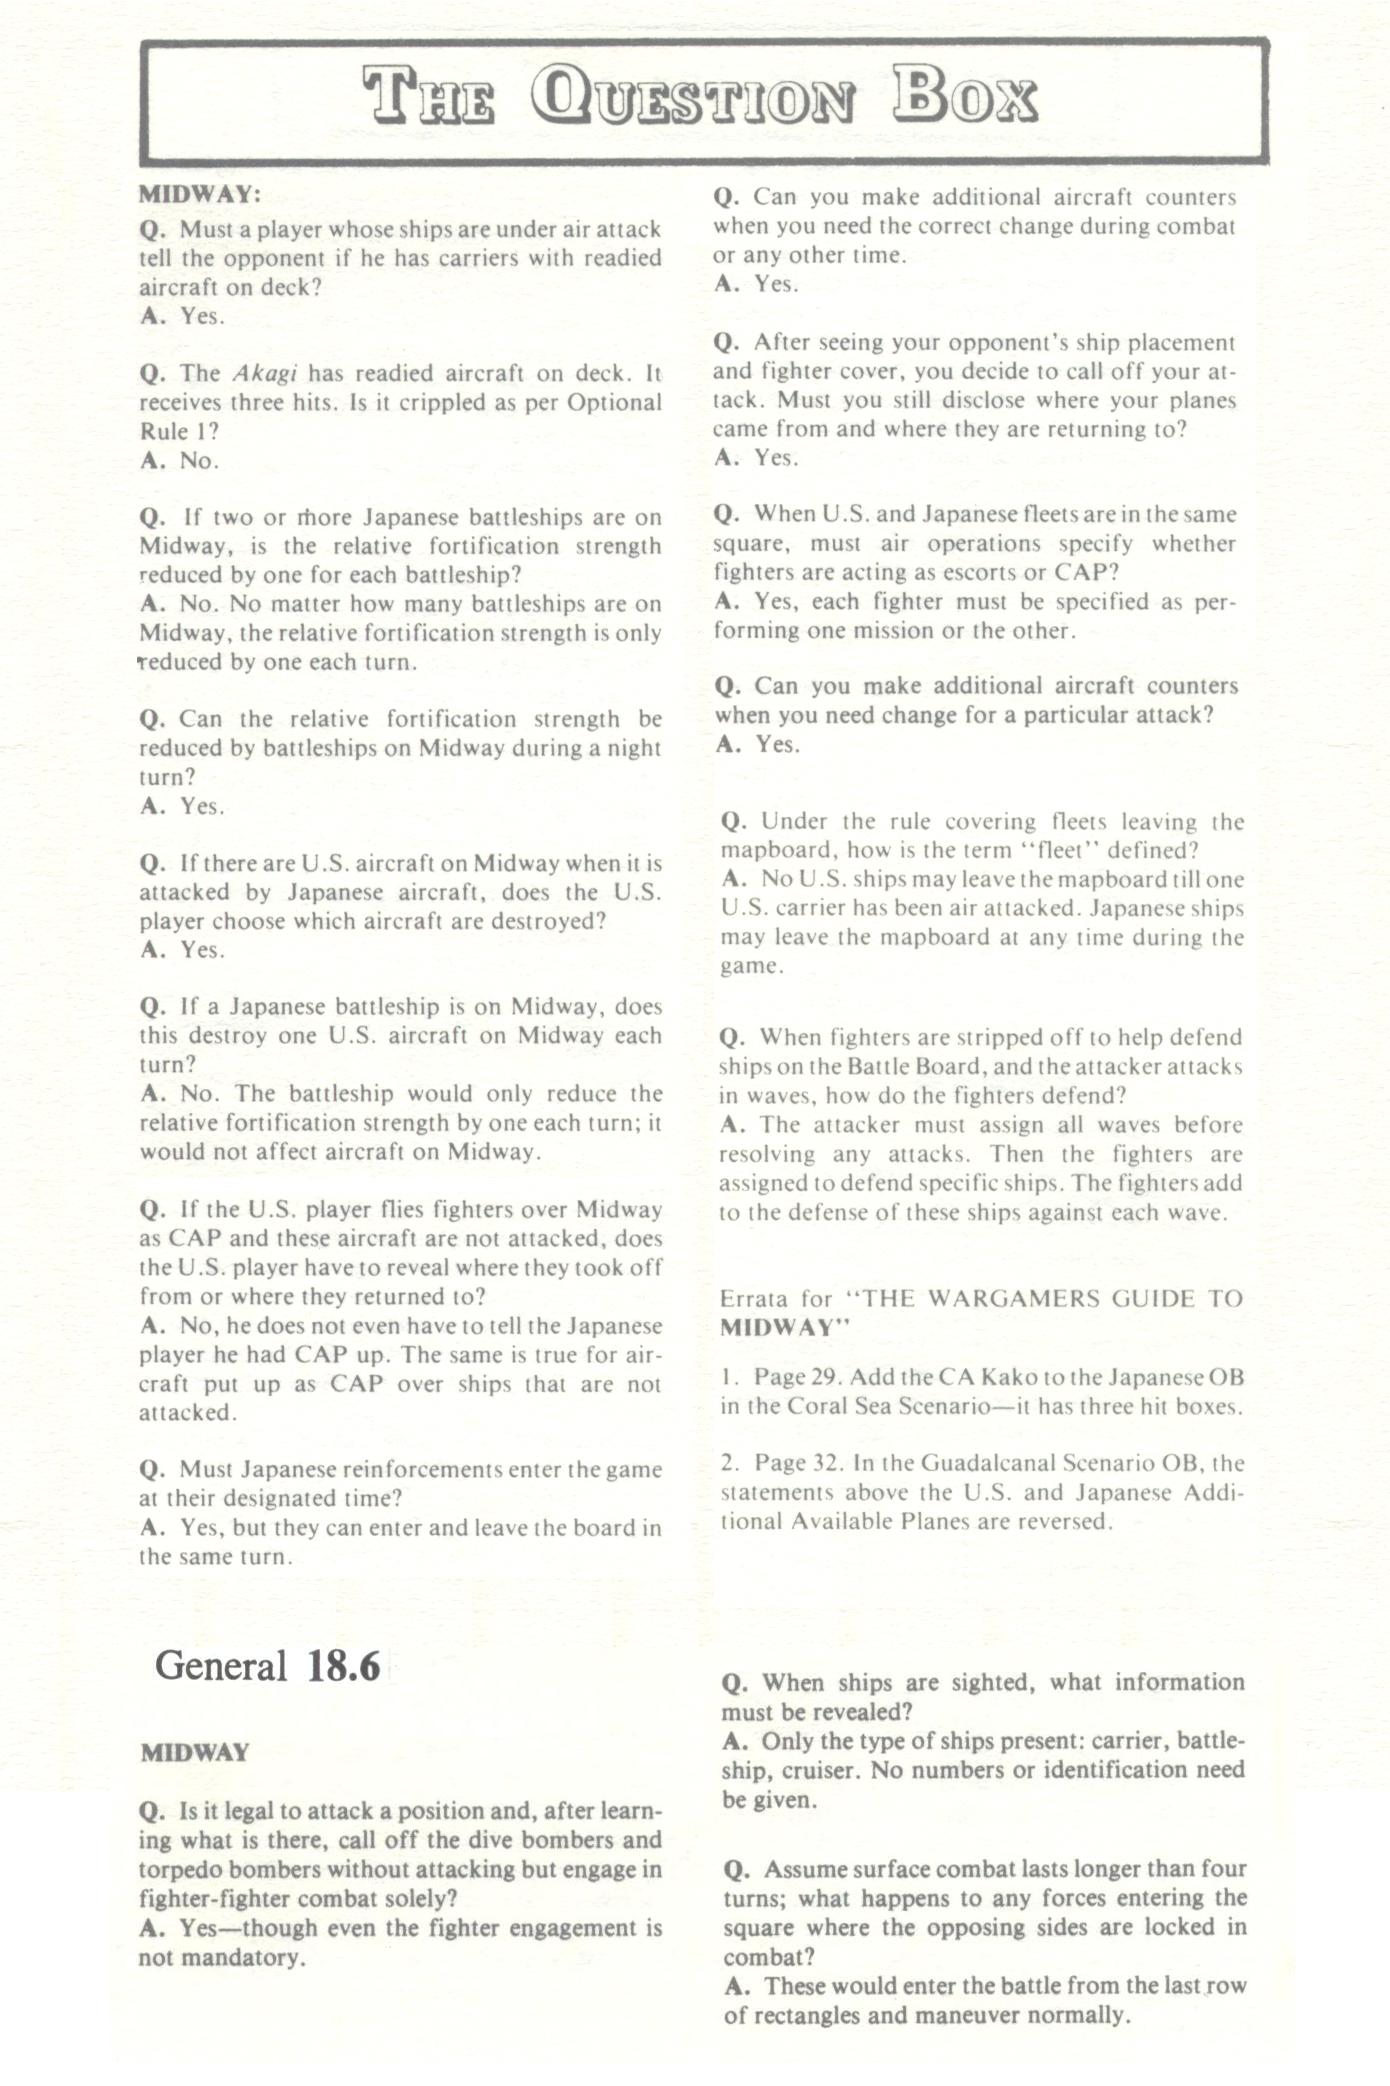 THE QUESTION BOX
MIDWAY:
Q. Must a player whose ships are under air attack
tell the opponent if he has carriers with readied
aircraft on deck?
A. Yes.
Q. The Akagi has readied aircraft on deck. It
receives three hits. Is it crippled as per Optional
Rule 1?
A. No.
Q. If two or more Japanese battleships are on
Midway, is the relative fortification strength
reduced by one for each battleship?
A. No. No matter how many battleships are on
Midway, the relative fortification strength is only
reduced by one each turn.
Q. Can the relative fortification strength be
reduced by battleships on Midway during a night
turn?
A. Yes.
Q. If there are U.S. aircraft on Midway when it is
attacked by Japanese aircraft, does the U.S.
player choose which aircraft are destroyed?
A. Yes.
Q. If a Japanese battleship is on Midway, does
this destroy one U.S. aircraft on Midway each
turn?
A. No. The battleship would only reduce the
relative fortification strength by one each turn; it
would not affect aircraft on Midway.
Q. If the U.S. player flies fighters over Midway
as CAP and these aircraft are not attacked, does
the U.S. player have to reveal where they took off
from or where they returned to?
A. No, he does not even have to tell the Japanese
player he had CAP up. The same is true for air-
craft put up as CAP over ships that are not
attacked.
Q. Must Japanese reinforcements enter the game
at their designated time?
A. Yes, but they can enter and leave the board in
the same turn.
Q. Can you make additional aircraft counters
when you need the correct change during combat
or any other time.
A. Yes.
Q. After seeing your opponent's ship placement
and fighter cover, you decide to call off your at-
tack. Must you still disclose where your planes
came from and where they are returning to?
A. Yes.
Q. When U.S. and Japanese fleets are in the same
square, must air operations specify whether
fighters are acting as escorts or CAP?
A. Yes, each fighter must be specified as per-
forming one mission or the other.
Q. Can you make additional aircraft counters
when you need change for a particular attack?
A. Yes.
Q. Under the rule covering fleets leaving the
mapboard, how is the term "fleet" defined?
A. No U.S. ships may leave the mapboard till one
U.S. carrier has been air attacked. Japanese ships
may leave the mapboard at any time during the
game.
Q. When fighters are stripped off to help defend
ships on the Battle Board, and the attacker attacks
in waves, how do the fighters defend?
A. The attacker must assign all waves before
resolving any attacks. Then the fighters are
assigned to defend specific ships. The fighters add
to the defense of these ships against each wave.
Errata for "THE WARGAMERS GUIDE TO
MIDWAY"
1. Page 29. Add the CA Kako to the Japanese OB
in the Coral Sea Scenario—it has three hit boxes.
2. Page 32. In the Guadalcanal Scenario OB, the
statements above the U.S. and Japanese Addi-
tional Available Planes are reversed.
General 18.6
MIDWAY
Q. Is it legal to attack a position and, after learn-
ing what is there, call off the dive bombers and
torpedo bombers without attacking but engage in
fighter-fighter combat solely?
A. Yes—though even the fighter engagement is
not mandatory.
Q. When ships are sighted, what information
must be revealed?
A. Only the type of ships present: carrier, battle-
ship, cruiser. No numbers or identification need
be given.
Q. Assume surface combat lasts longer than four
turns; what happens to any forces entering the
square where the opposing sides are locked in
combat?
A. These would enter the battle from the last row
of rectangles and maneuver normally.